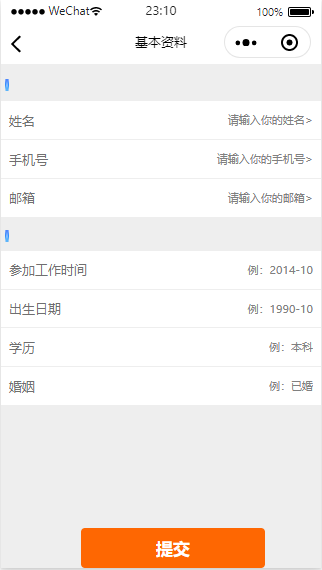 WeChat
23:10
100%
基本资料
姓名 请输入你的姓名>
手机号 请输入你的手机号>
邮箱 请输入你的邮箱>
参加工作时间 例：2014-10
出生日期 例：1990-10
学历 例：本科
婚姻 例：已婚
提交